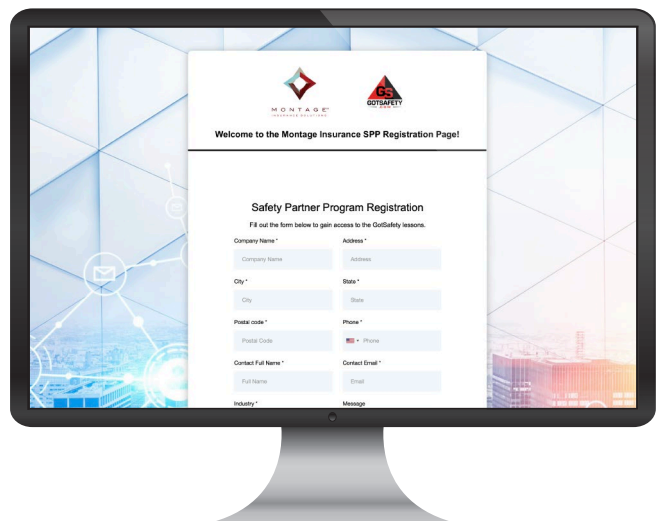 MONTAGE
INSURANCE SOLUTIONS
GS
GOTSAFETY
.COM
Welcome to the Montage Insurance SPP Registration Page!
Safety Partner Program Registration
Fill out the form below to gain access to the GotSafety lessons.
Company Name * Address *
Company Name Address
City * State *
City State
Postal code * Phone *
Postal Code Phone
Contact Full Name * Contact Email *
Full Name Email
Industry * Message